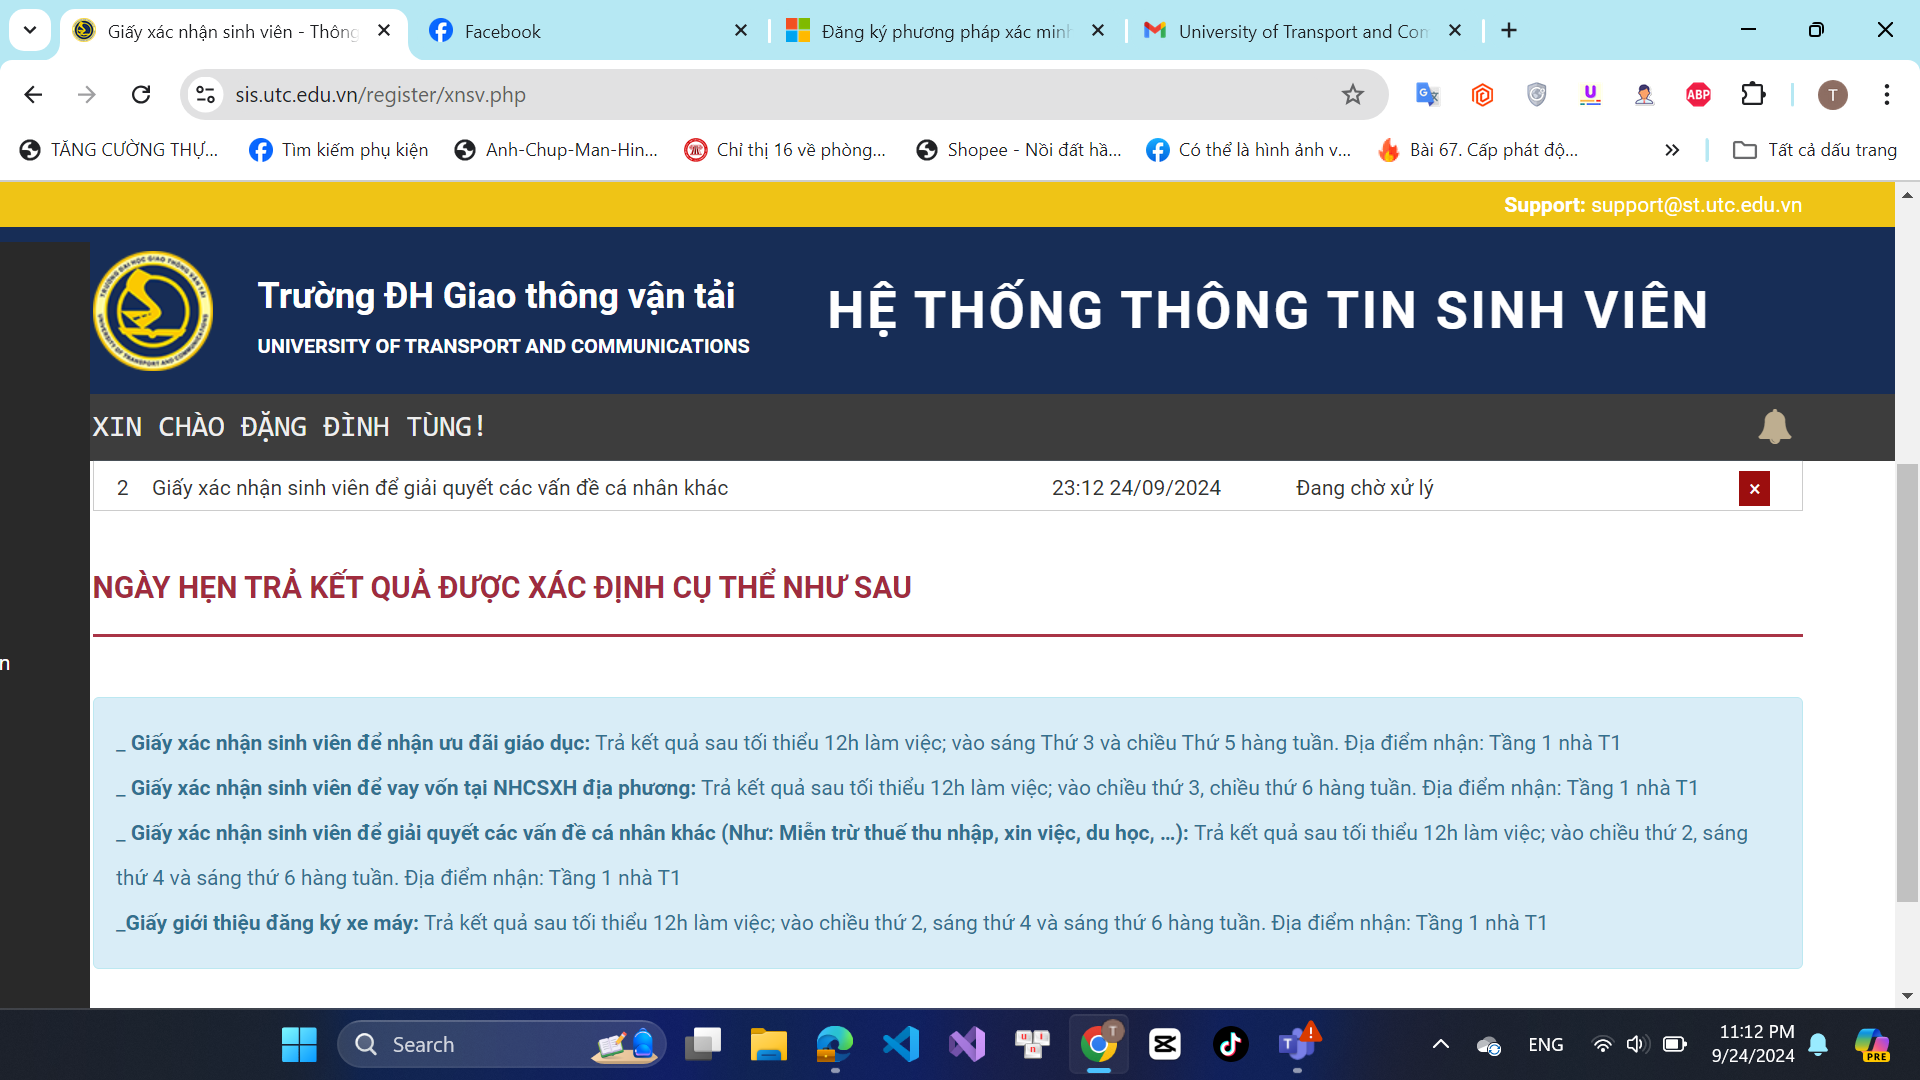 Giấy xác nhận sinh viên - Thông
Facebook
Đăng ký phương pháp xác minh
University of Transport and Com
sis.utc.edu.vn/register/xnsv.php
ABP
T
TĂNG CƯỜNG THỰ...
Tìm kiếm phụ kiện
Anh-Chup-Man-Hin...
Chỉ thị 16 về phòng...
Shopee - Nồi đất hầ...
Có thể là hình ảnh v...
Bài 67. Cấp phát độ...
Tất cả dấu trang
Support: support@st.utc.edu.vn
TRƯỜNG ĐẠI HỌC GIAO THÔNG VẬN TẢI
UNIVERSITY OF TRANSPORT AND COMMUNICATIONS
Trường ĐH Giao thông vận tải
UNIVERSITY OF TRANSPORT AND COMMUNICATIONS
HỆ THỐNG THÔNG TIN SINH VIÊN
XIN CHÀO ĐẶNG ĐÌNH TÙNG!
2 Giấy xác nhận sinh viên để giải quyết các vấn đề cá nhân khác 23:12 24/09/2024 Đang chờ xử lý ×
NGÀY HẸN TRẢ KẾT QUẢ ĐƯỢC XÁC ĐỊNH CỤ THỂ NHƯ SAU
n
_ Giấy xác nhận sinh viên để nhận ưu đãi giáo dục: Trả kết quả sau tối thiểu 12h làm việc; vào sáng Thứ 3 và chiều Thứ 5 hàng tuần. Địa điểm nhận: Tầng 1 nhà T1
_ Giấy xác nhận sinh viên để vay vốn tại NHCSXH địa phương: Trả kết quả sau tối thiểu 12h làm việc; vào chiều thứ 3, chiều thứ 6 hàng tuần. Địa điểm nhận: Tầng 1 nhà T1
_ Giấy xác nhận sinh viên để giải quyết các vấn đề cá nhân khác (Như: Miễn trừ thuế thu nhập, xin việc, du học, ...): Trả kết quả sau tối thiểu 12h làm việc; vào chiều thứ 2, sáng
thứ 4 và sáng thứ 6 hàng tuần. Địa điểm nhận: Tầng 1 nhà T1
_Giấy giới thiệu đăng ký xe máy: Trả kết quả sau tối thiểu 12h làm việc; vào chiều thứ 2, sáng thứ 4 và sáng thứ 6 hàng tuần. Địa điểm nhận: Tầng 1 nhà T1
Search
T
ENG
11:12 PM
9/24/2024
PRE